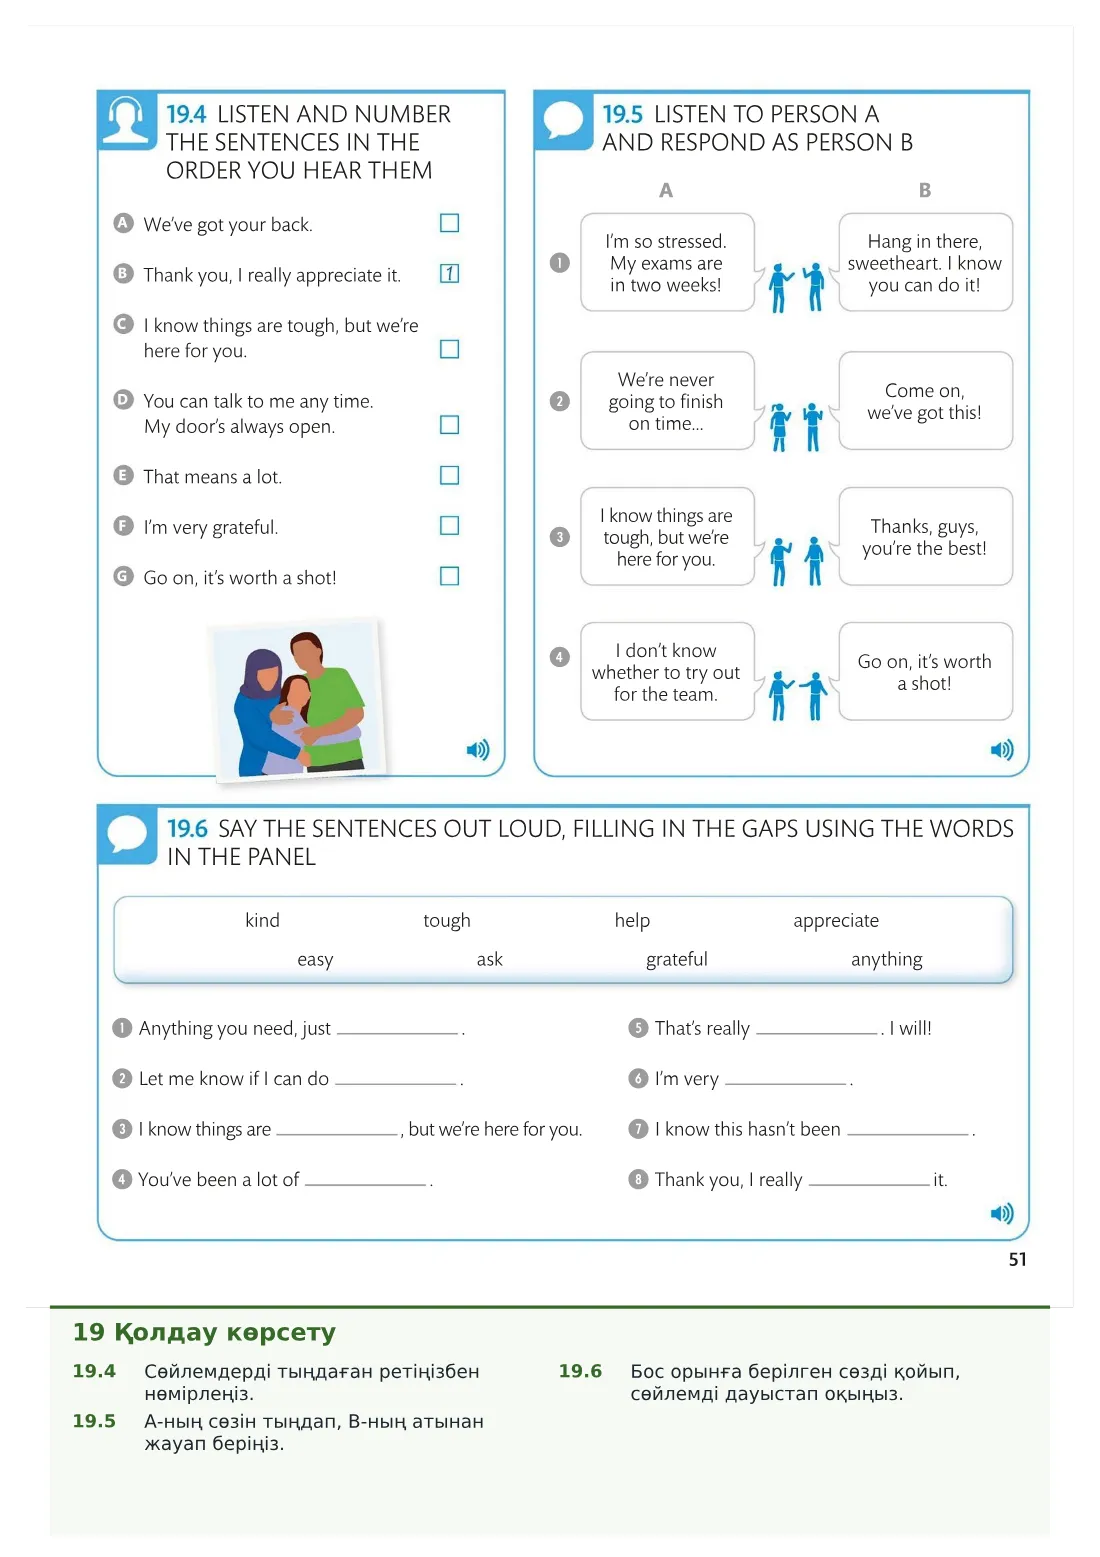 19.4 LISTEN AND NUMBER
THE SENTENCES IN THE
ORDER YOU HEAR THEM
A We've got your back.
B Thank you, I really appreciate it. 1
C I know things are tough, but we're
here for you.
D You can talk to me any time.
My door's always open.
E That means a lot.
F I'm very grateful.
G Go on, it's worth a shot!
19.5 LISTEN TO PERSON A
AND RESPOND AS PERSON B
A
B
1
I'm so stressed.
My exams are
in two weeks!
Hang in there,
sweetheart. I know
you can do it!
2
We're never
going to finish
on time...
Come on,
we've got this!
3
I know things are
tough, but we're
here for you.
Thanks, guys,
you're the best!
4
I don't know
whether to try out
for the team.
Go on, it's worth
a shot!
19.6 SAY THE SENTENCES OUT LOUD, FILLING IN THE GAPS USING THE WORDS
IN THE PANEL
kind tough help appreciate
easy ask grateful anything
1 Anything you need, just ____________ .
2 Let me know if I can do ____________ .
3 I know things are ____________ , but we're here for you.
4 You've been a lot of ____________ .
5 That's really ____________ . I will!
6 I'm very ____________ .
7 I know this hasn't been ____________ .
8 Thank you, I really ____________ it.
51
19 Қолдау көрсету
19.4 Сөйлемдерді тыңдаған ретіңізбен
нөмірлеңіз.
19.5 А-ның сөзін тыңдап, В-ның атынан
жауап беріңіз.
19.6 Бос орынға берілген сөзді қойып,
сөйлемді дауыстап оқыңыз.